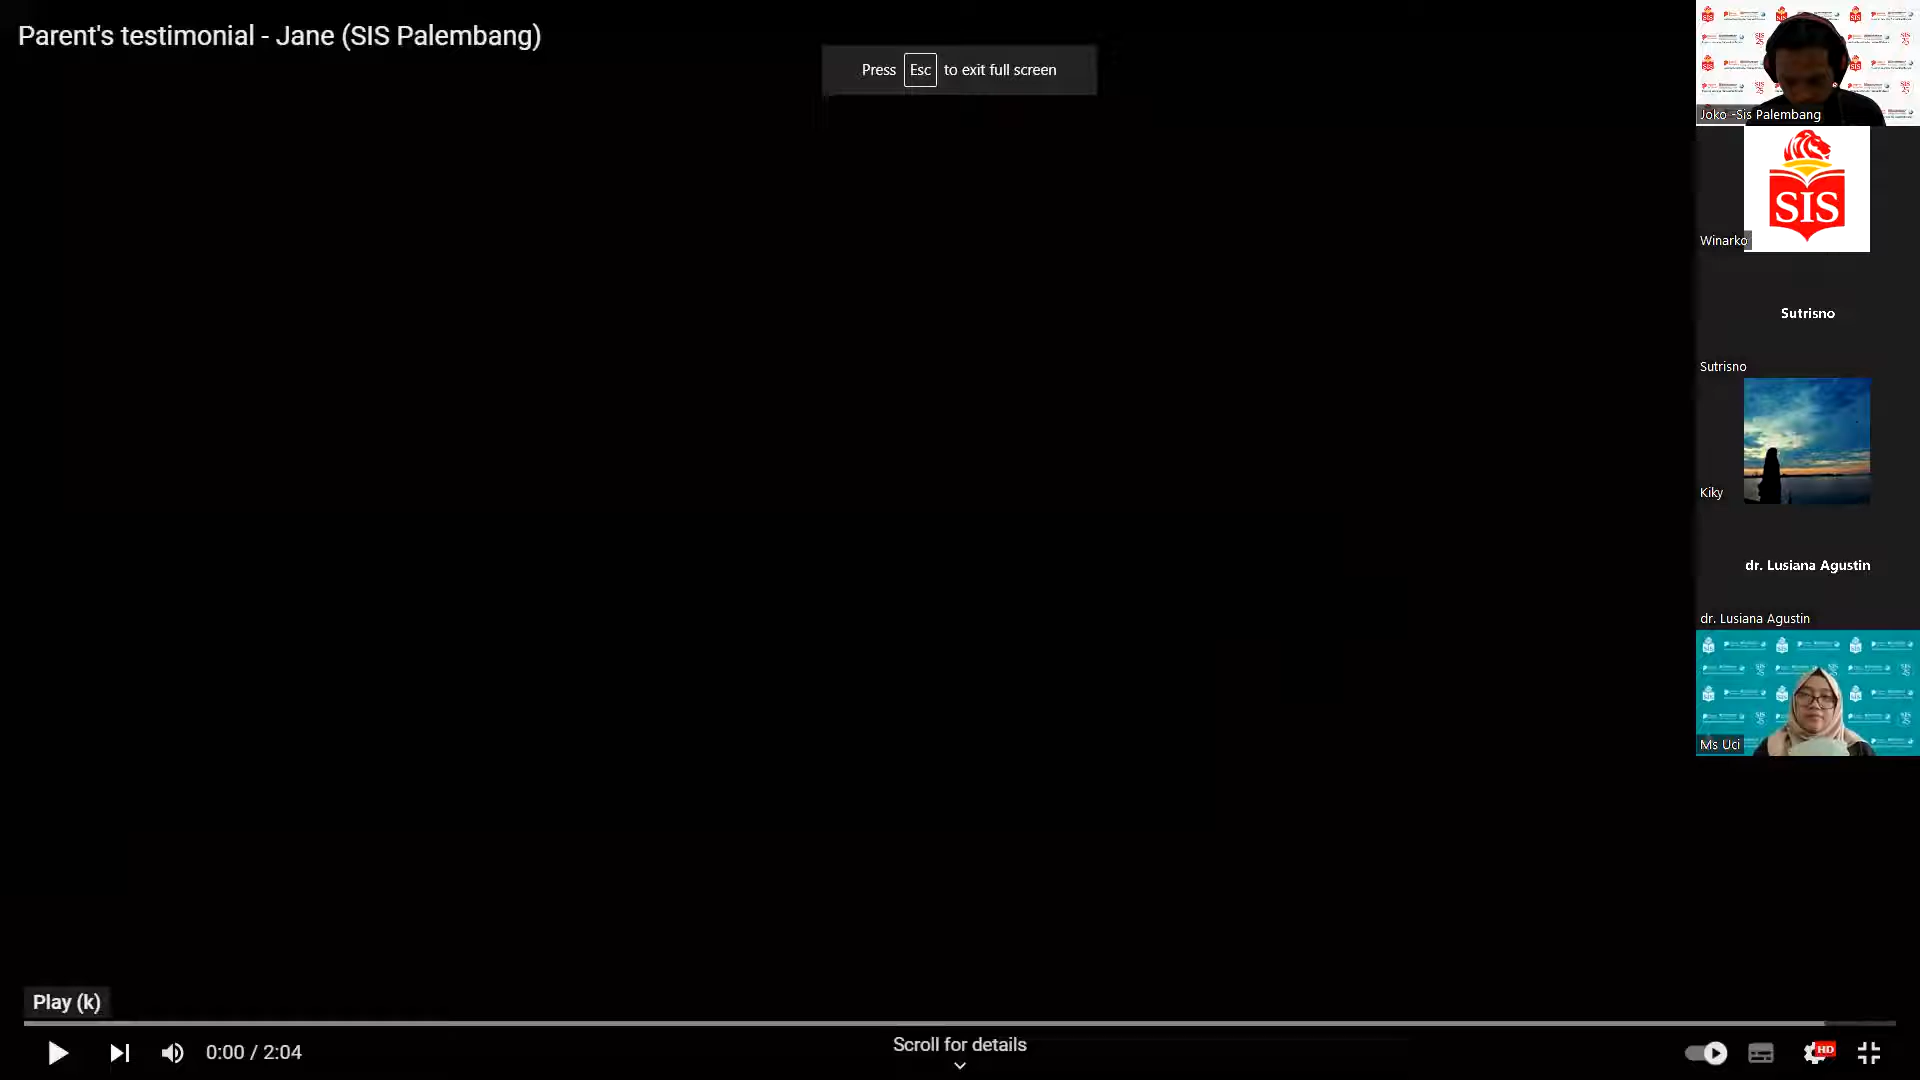 Parent's testimonial - Jane (SIS Palembang)
Press Esc to exit full screen
Joko -Sis Palembang
SIS
Winarko
Sutrisno
Sutrisno
Kiky
dr. Lusiana Agustin
dr. Lusiana Agustin
Ms Uci
Play (k)
0:00 / 2:04
Scroll for details
HD